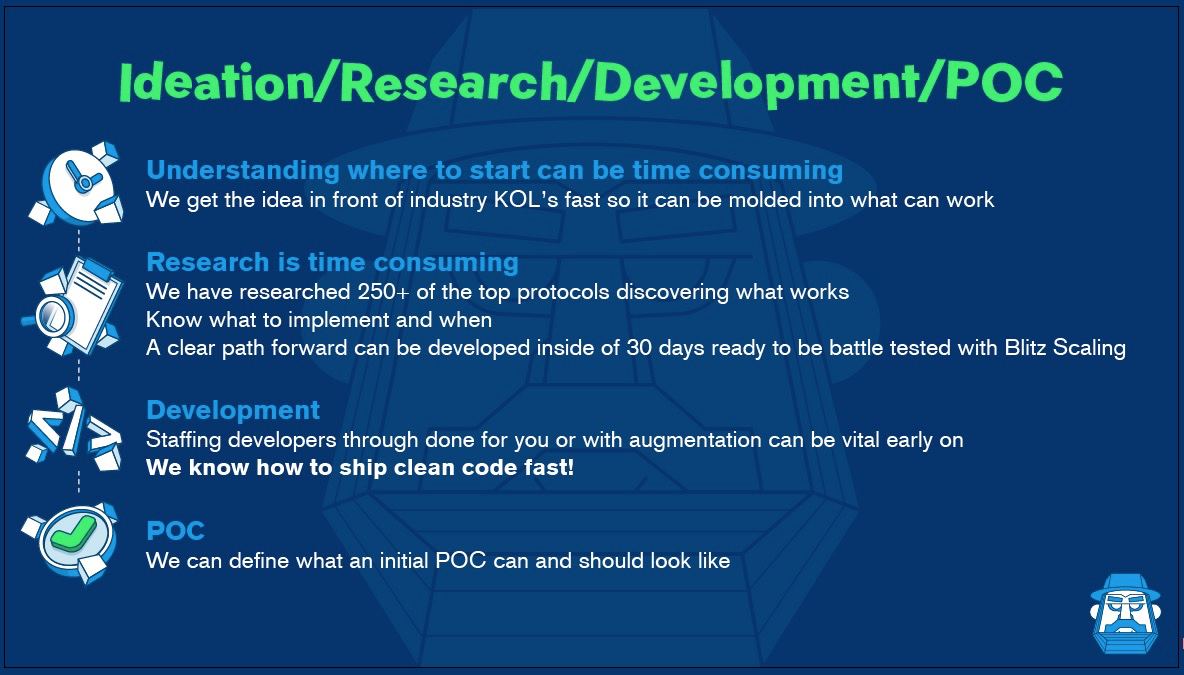 Ideation/Research/Development/POC
Understanding where to start can be time consuming
We get the idea in front of industry KOL's fast so it can be molded into what can work
Research is time consuming
We have researched 250+ of the top protocols discovering what works
Know what to implement and when
A clear path forward can be developed inside of 30 days ready to be battle tested with Blitz Scaling
Development
Staffing developers through done for you or with augmentation can be vital early on
We know how to ship clean code fast!
POC
We can define what an initial POC can and should look like